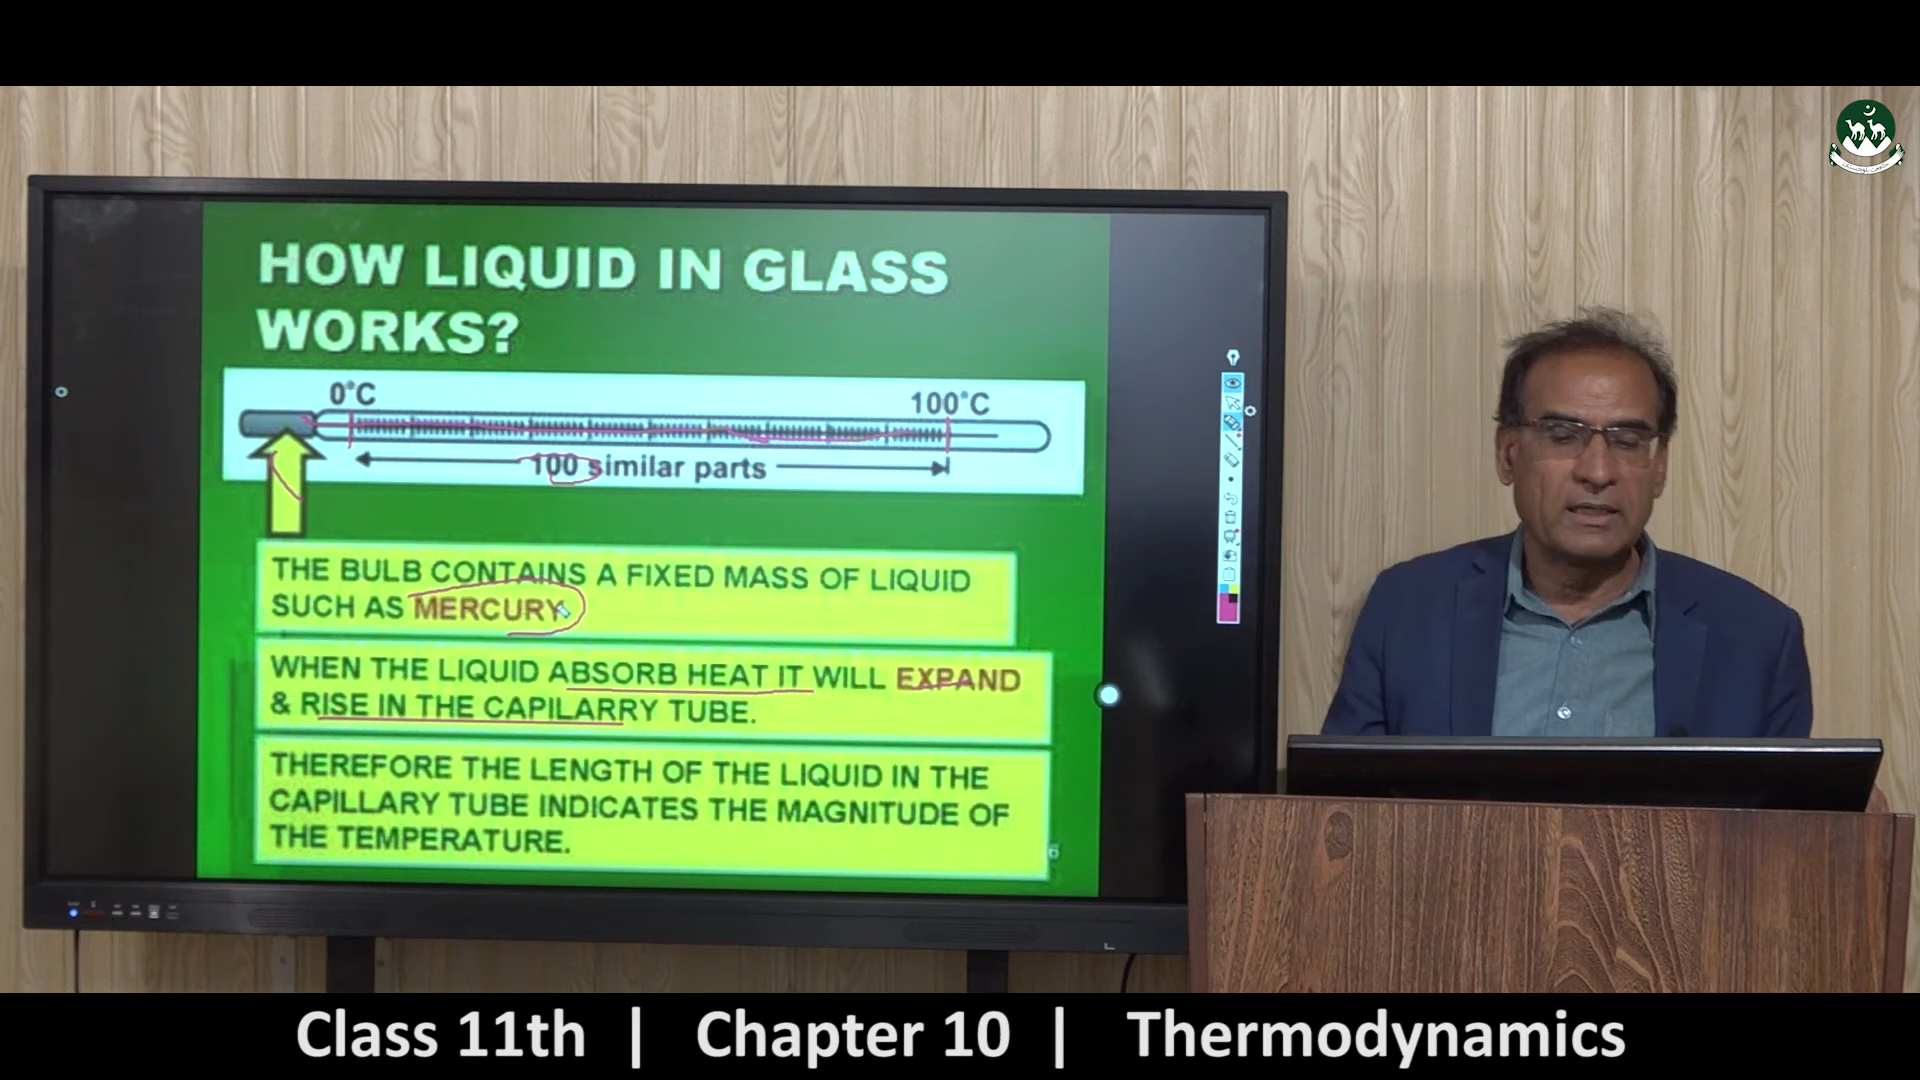 HOW LIQUID IN GLASS
WORKS?
0°C
100°C
100 similar parts
THE BULB CONTAINS A FIXED MASS OF LIQUID
SUCH AS MERCURY
WHEN THE LIQUID ABSORB HEAT IT WILL EXPAND
& RISE IN THE CAPILARRY TUBE.
THEREFORE THE LENGTH OF THE LIQUID IN THE
CAPILLARY TUBE INDICATES THE MAGNITUDE OF
THE TEMPERATURE.
6
Class 11th | Chapter 10 | Thermodynamics